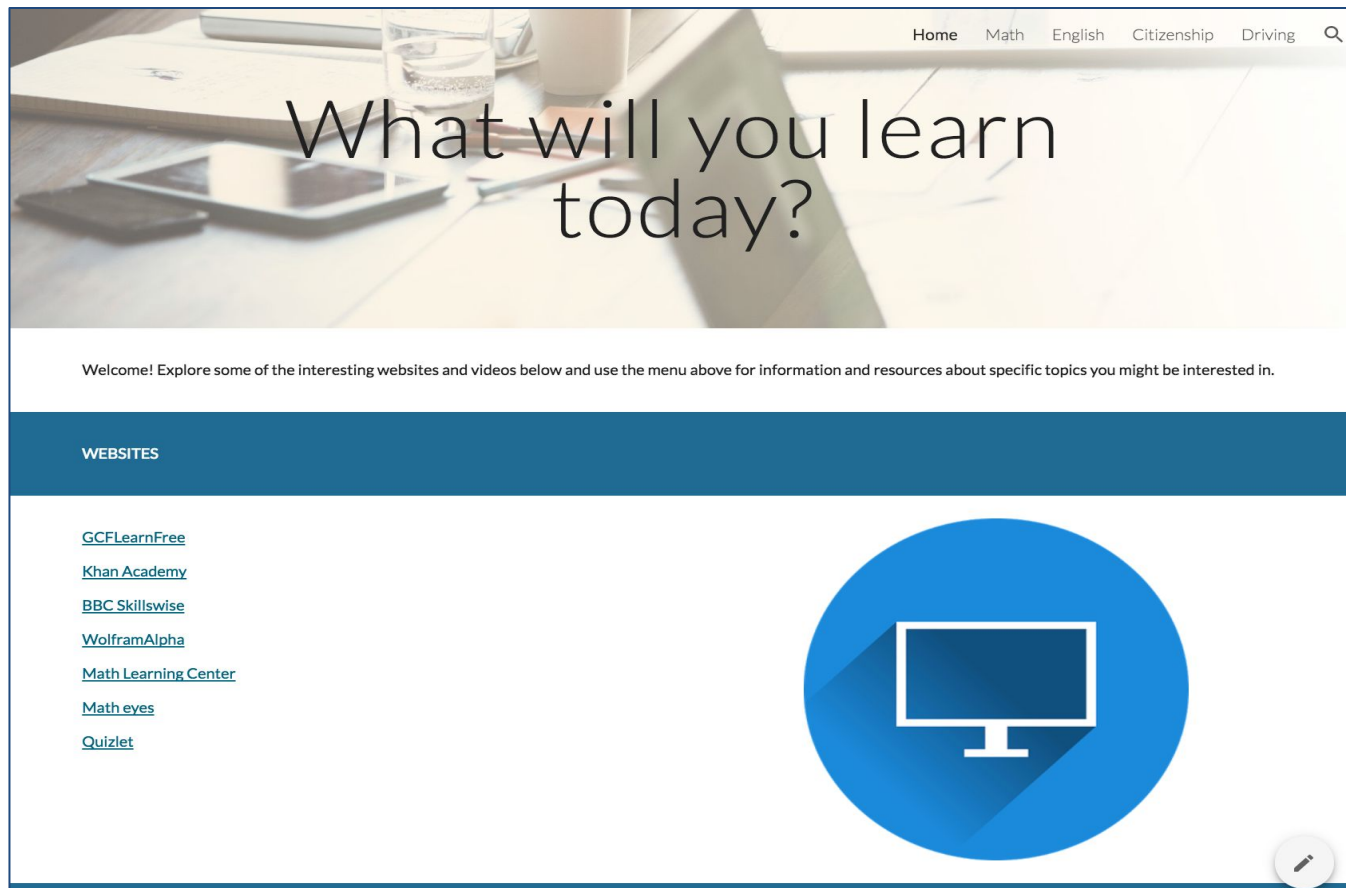 Home Math English Citizenship Driving
What will you learn
today?
Welcome! Explore some of the interesting websites and videos below and use the menu above for information and resources about specific topics you might be interested in.
WEBSITES
GCFLearnFree
Khan Academy
BBC Skillswise
WolframAlpha
Math Learning Center
Math eyes
Quizlet